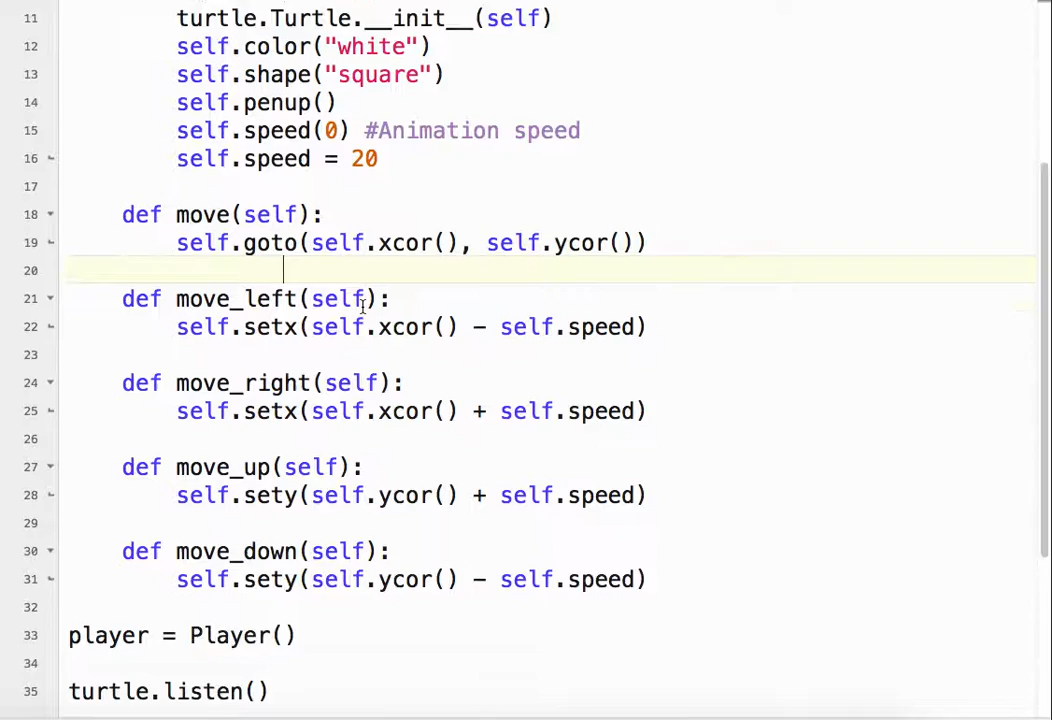 11 turtle.Turtle.__init__(self)
12 self.color("white")
13 self.shape("square")
14 self.penup()
15 self.speed(0) #Animation speed
16 self.speed = 20
17
18 def move(self):
19 self.goto(self.xcor(), self.ycor())
20
21 def move_left(self):
22 self.setx(self.xcor() - self.speed)
23
24 def move_right(self):
25 self.setx(self.xcor() + self.speed)
26
27 def move_up(self):
28 self.sety(self.ycor() + self.speed)
29
30 def move_down(self):
31 self.sety(self.ycor() - self.speed)
32
33 player = Player()
34
35 turtle.listen()